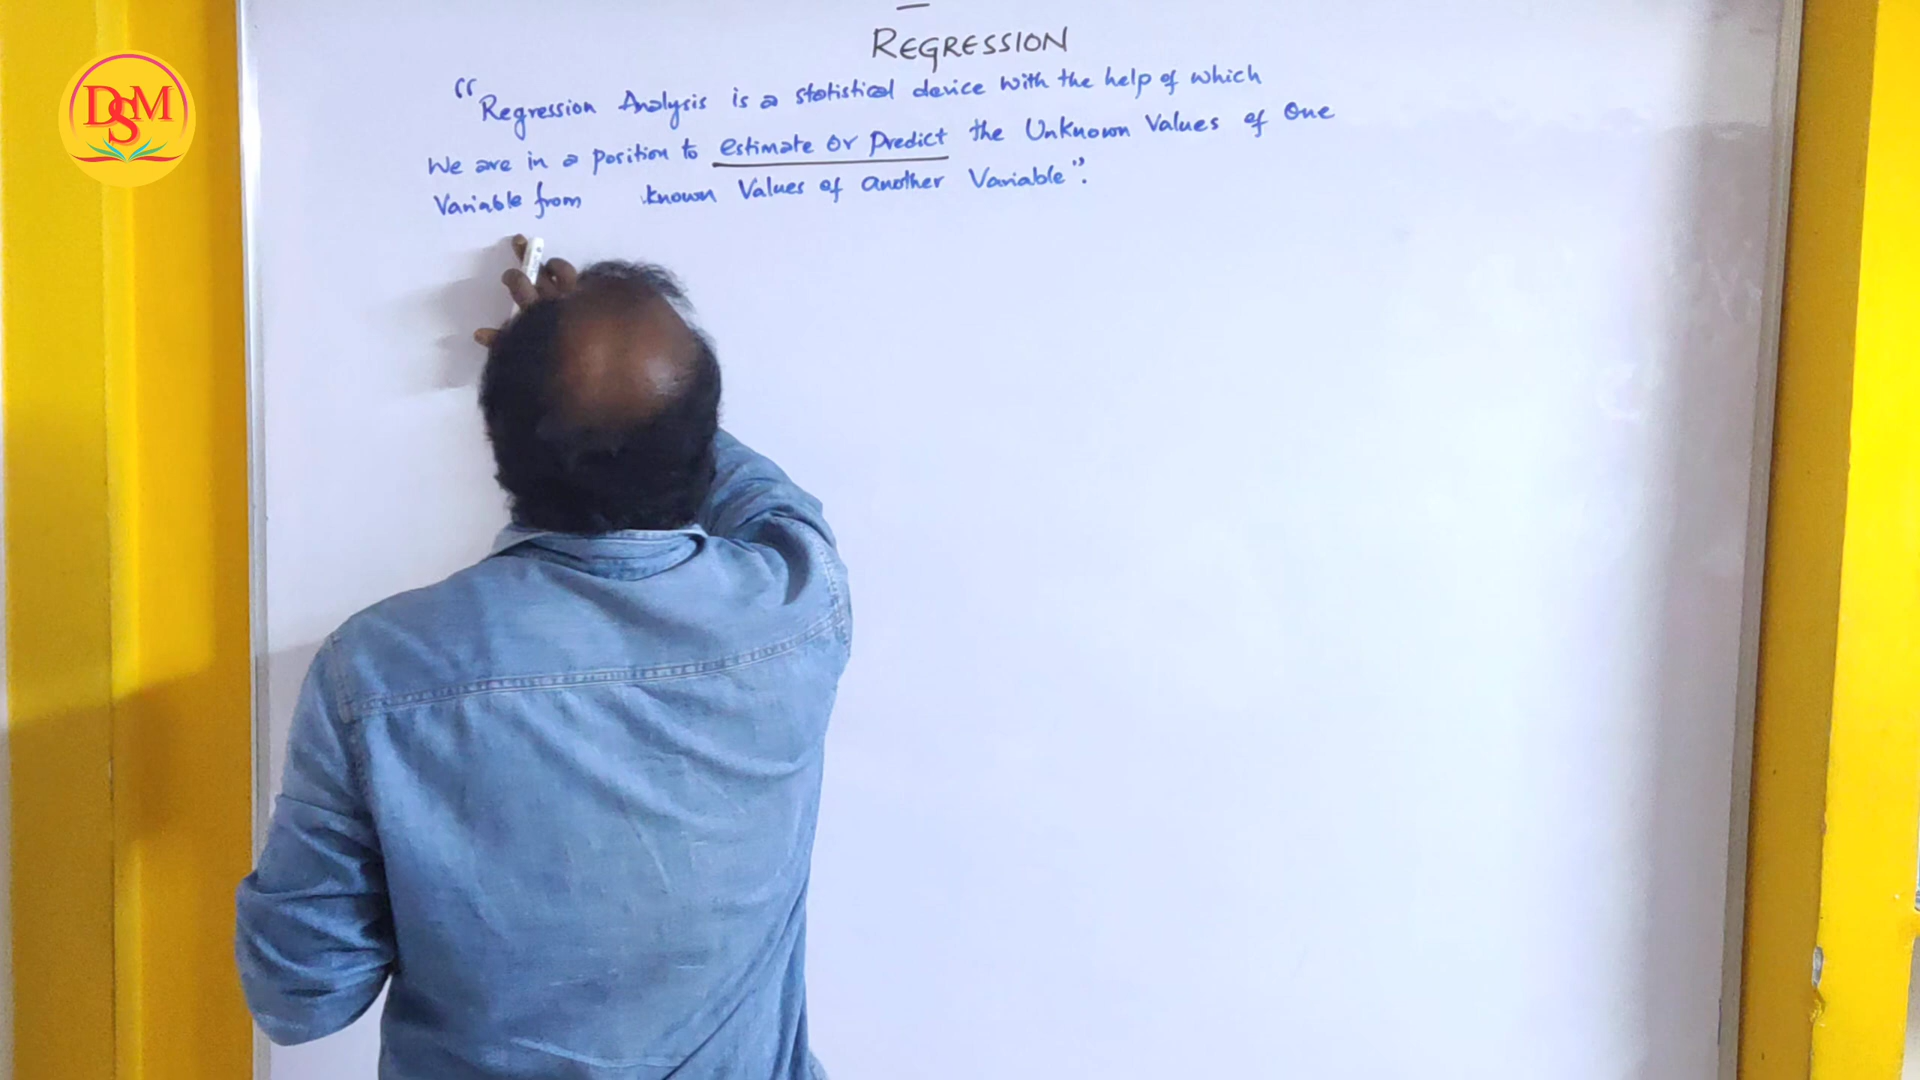 DSM
REGRESSION
"Regression Analysis is a statistical device with the help of which
We are in a position to estimate or Predict the Unknown Values of One
Variable from known Values of another Variable".